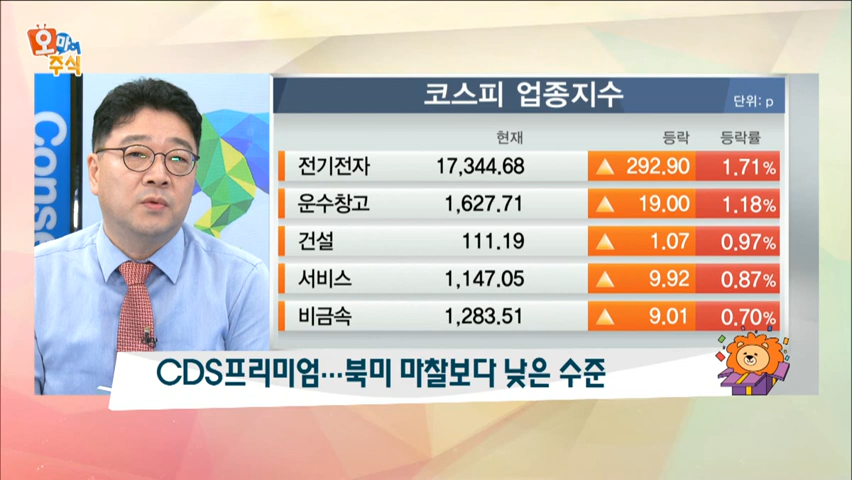 오마이
주식
Conse
코스피 업종지수
단위: p
현재 등락 등락률
전기전자 17,344.68 ▲ 292.90 1.71%
운수창고 1,627.71 ▲ 19.00 1.18%
건설 111.19 ▲ 1.07 0.97%
서비스 1,147.05 ▲ 9.92 0.87%
비금속 1,283.51 ▲ 9.01 0.70%
CDS프리미엄…북미 마찰보다 낮은 수준